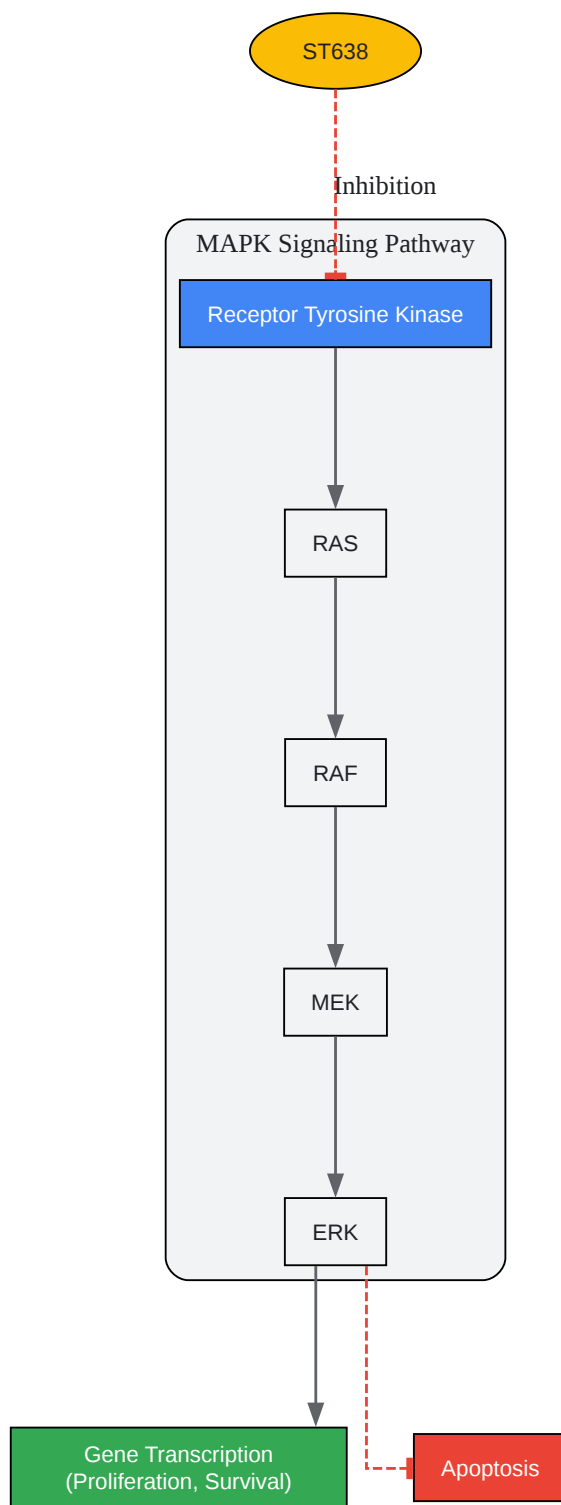 ST638
Inhibition
MAPK Signaling Pathway
Receptor Tyrosine Kinase
RAS
RAF
MEK
ERK
Gene Transcription
(Proliferation, Survival)
Apoptosis